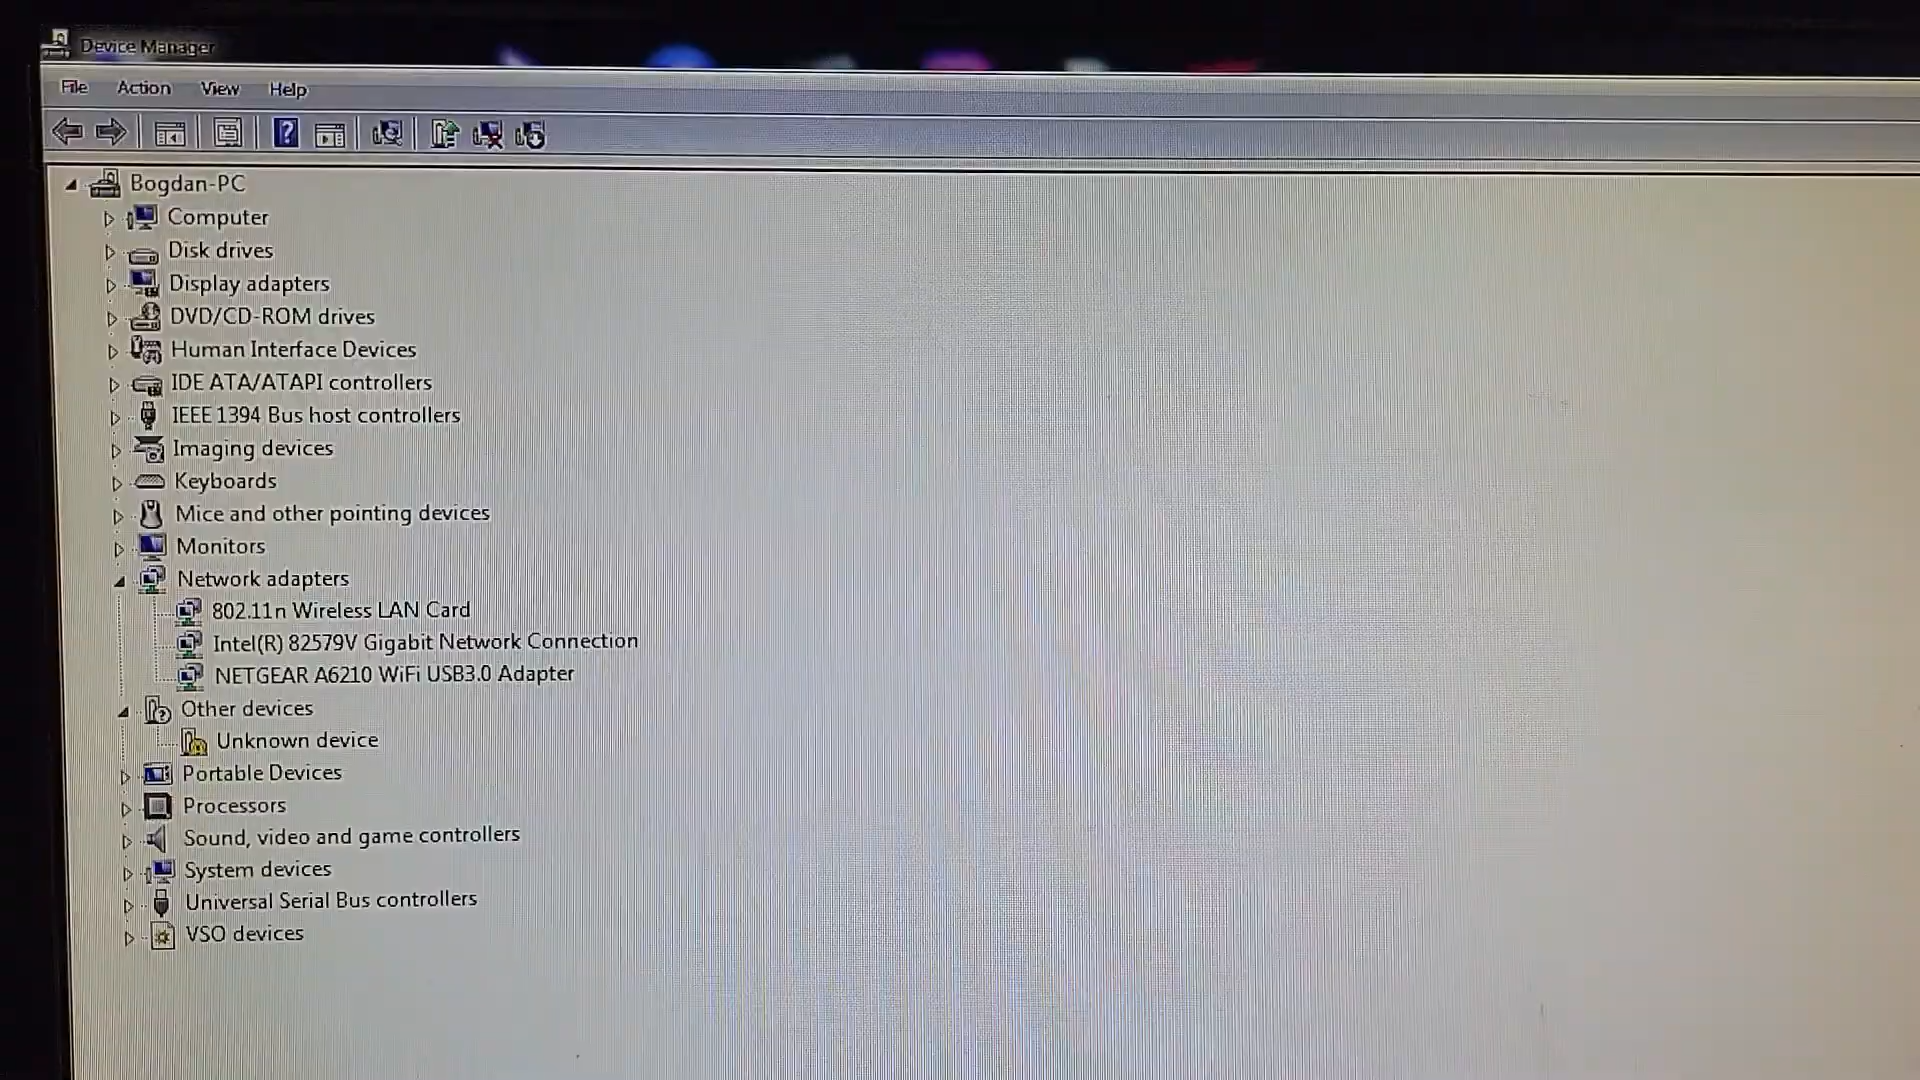 Device Manager
File Action View Help
Bogdan-PC
Computer
Disk drives
Display adapters
DVD/CD-ROM drives
Human Interface Devices
IDE ATA/ATAPI controllers
IEEE 1394 Bus host controllers
Imaging devices
Keyboards
Mice and other pointing devices
Monitors
Network adapters
802.11n Wireless LAN Card
Intel(R) 82579V Gigabit Network Connection
NETGEAR A6210 WiFi USB3.0 Adapter
Other devices
Unknown device
Portable Devices
Processors
Sound, video and game controllers
System devices
Universal Serial Bus controllers
VSO devices